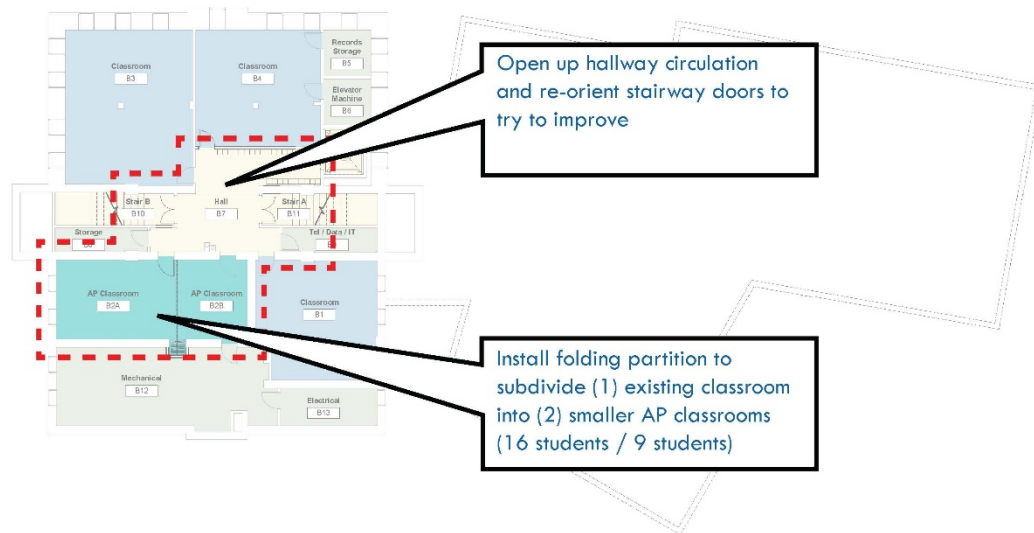 Records
Storage
B5
Classroom
B3
Classroom
B4
Elevator
Machine
B6
Open up hallway circulation
and re-orient stairway doors to
try to improve
Stair B
B10
Hall
B7
Stair A
B11
Storage
Tel / Data / IT
AP Classroom
B2A
AP Classroom
B2B
Classroom
B1
Mechanical
B12
Electrical
B13
Install folding partition to
subdivide (1) existing classroom
into (2) smaller AP classrooms
(16 students / 9 students)